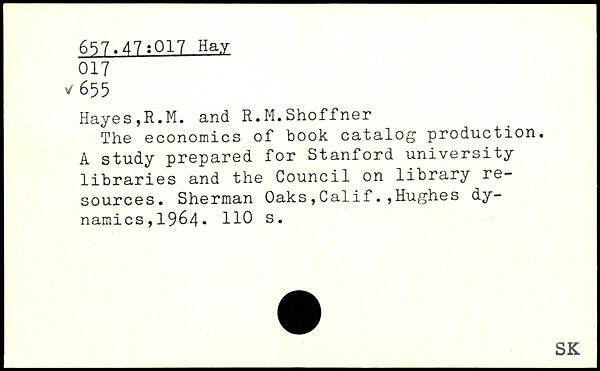 657.47:017 Hay
017
√ 655
Hayes,R.M. and R.M.Shoffner
The economics of book catalog production.
A study prepared for Stanford university
libraries and the Council on library re-
sources. Sherman Oaks,Calif.,Hughes dy-
namics,1964. 110 s.
SK